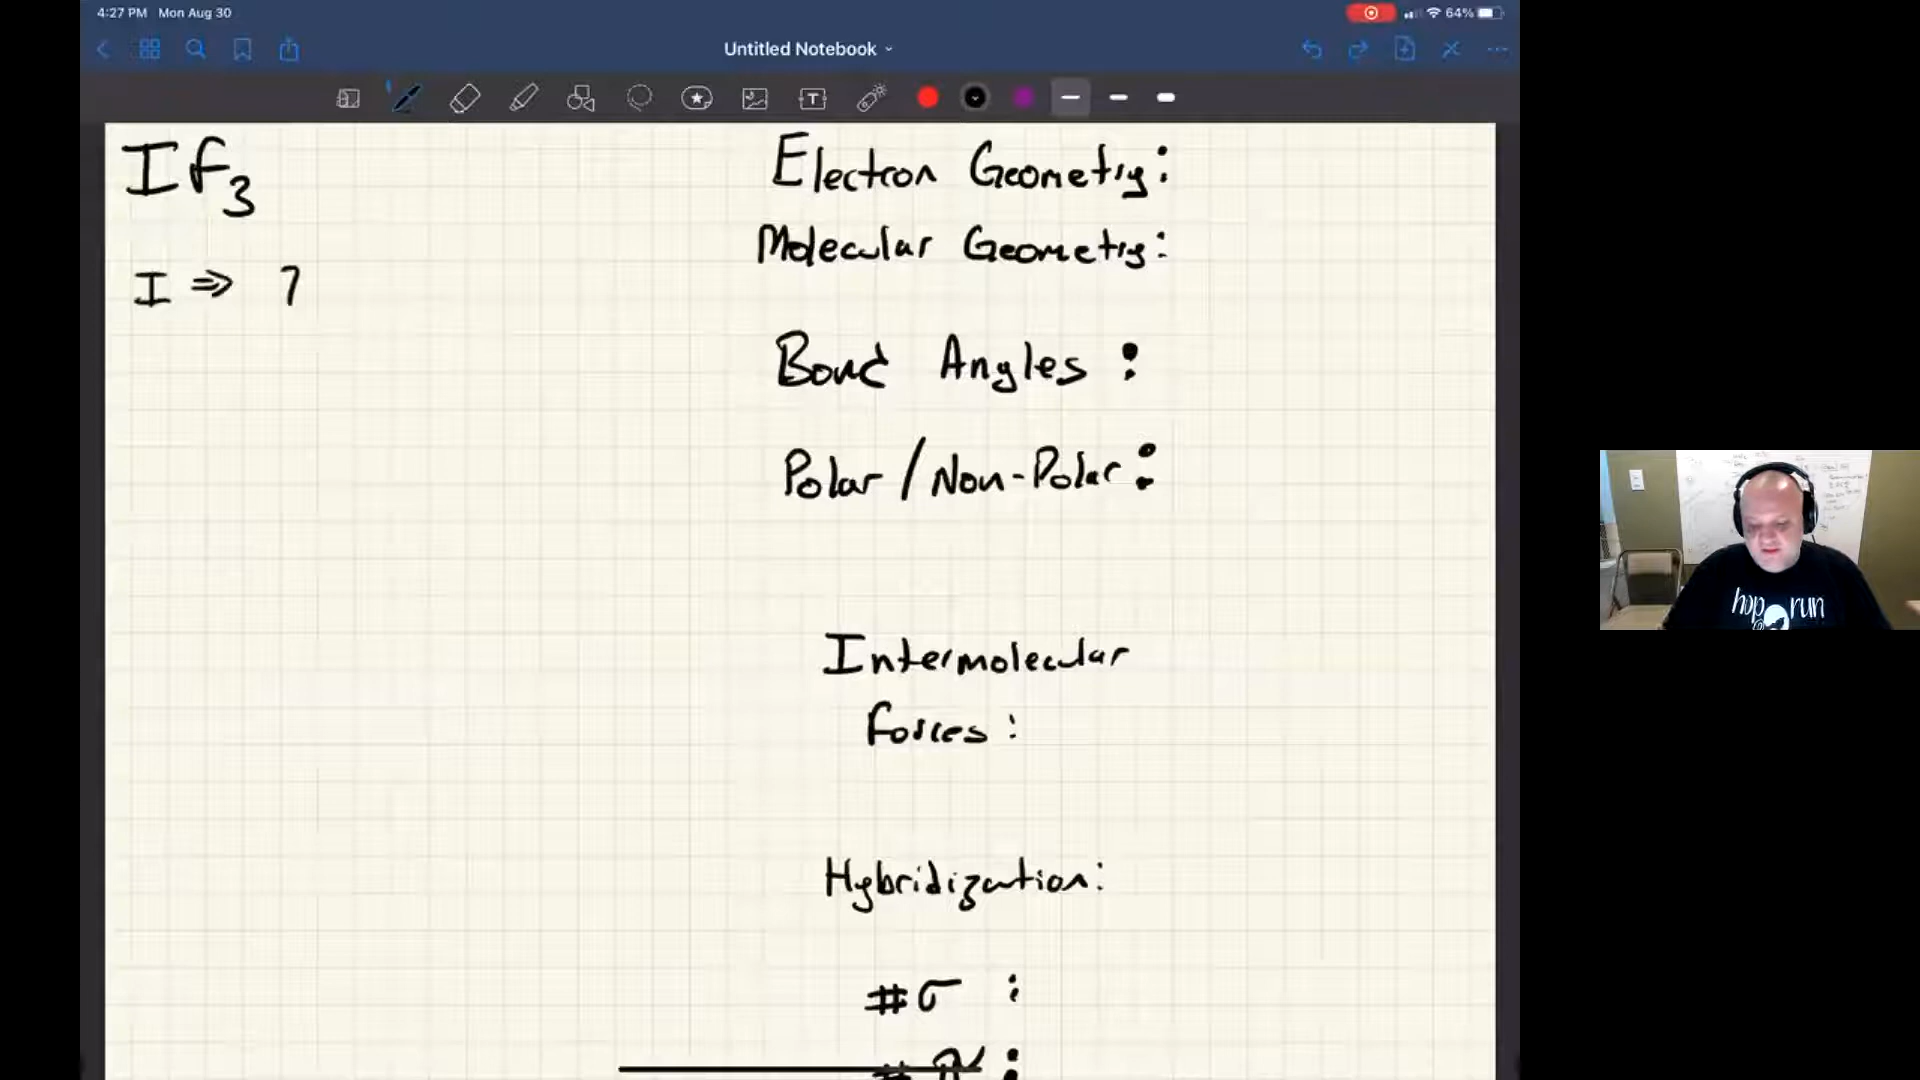 4:27 PM Mon Aug 30
64%
Untitled Notebook
T
IF3
I ⇒ 7
Electron Geometry:
Molecular Geometry:
Bond Angles :
Polar / Non-Polar :
Intermolecular
Forces :
Hybridization:
#σ :
#π :
hop run